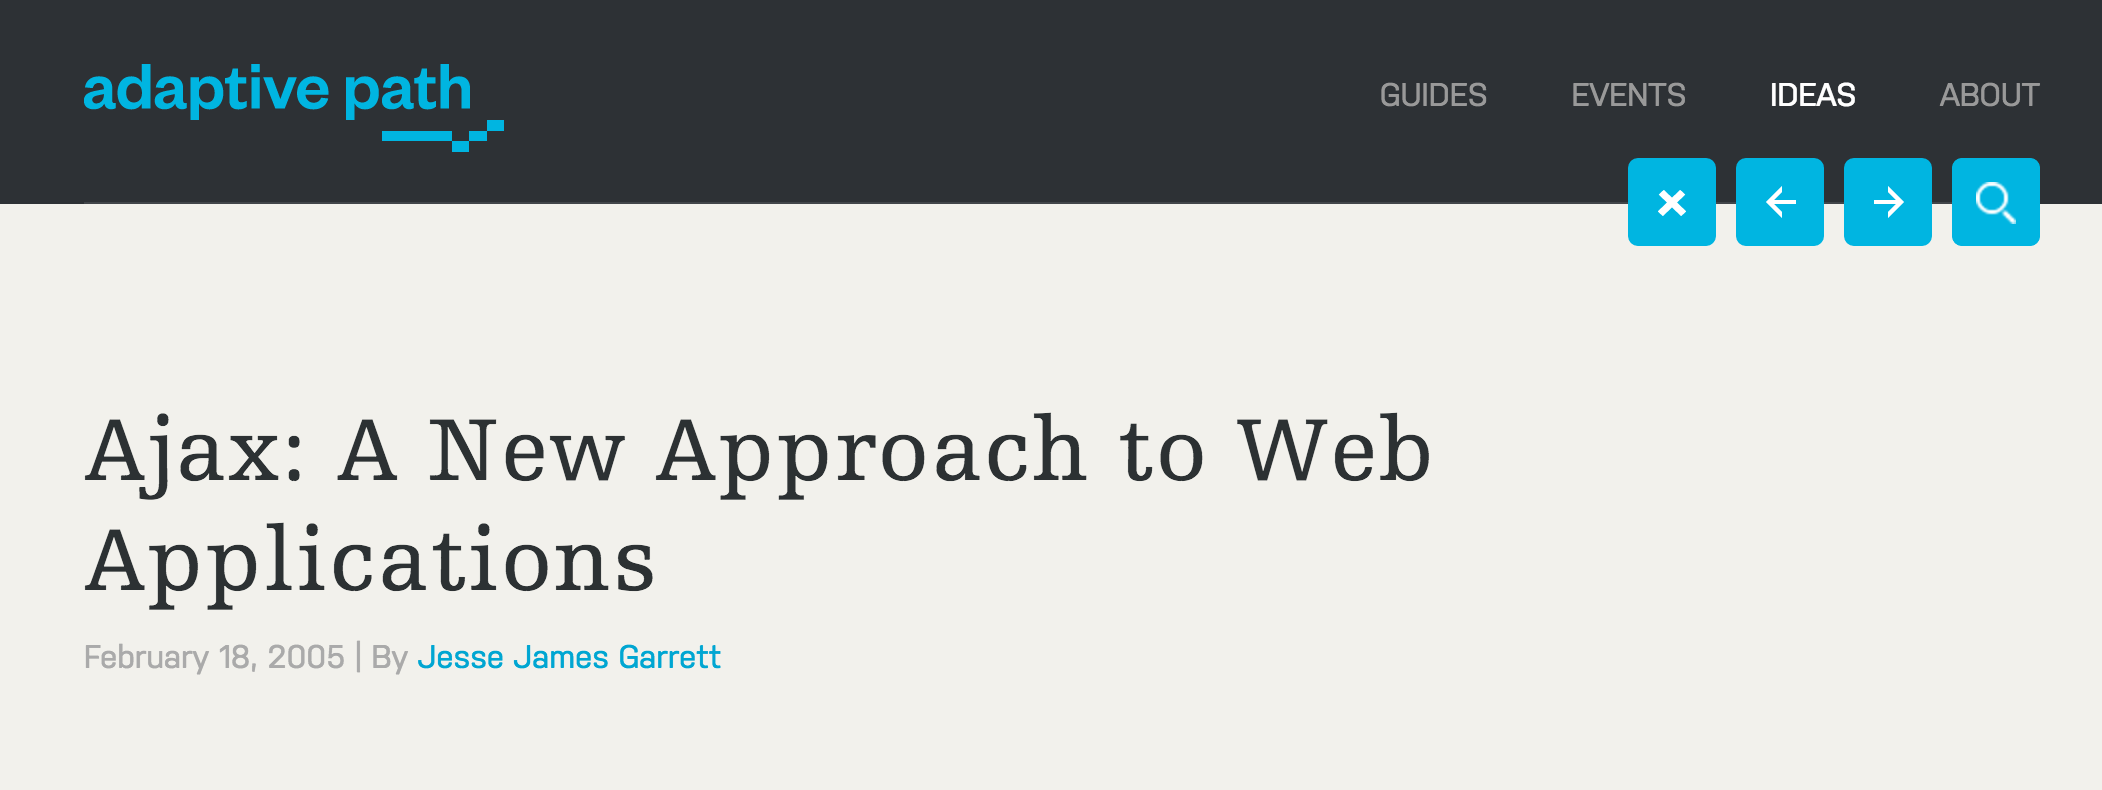 adaptive path
GUIDES EVENTS IDEAS ABOUT
Ajax: A New Approach to Web
Applications
February 18, 2005 | By Jesse James Garrett